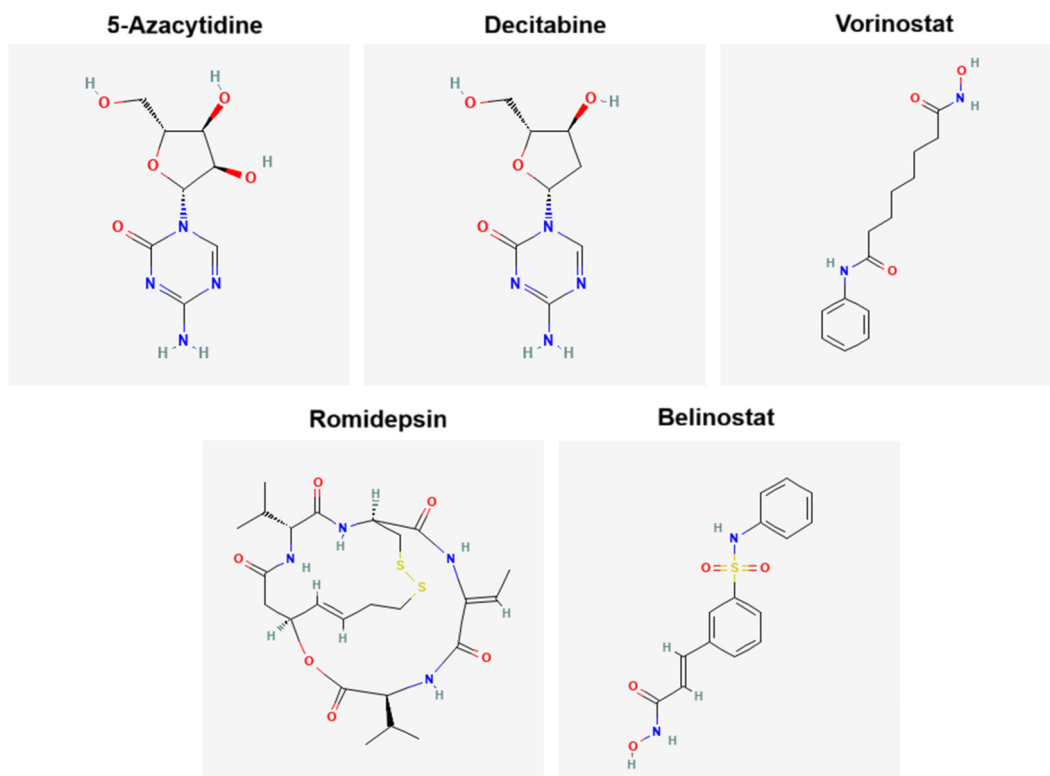 5-Azacytidine
Decitabine
Vorinostat
H
O
H
O
H
O
O
H
N
O
N
N
N
H
H
H
O
O
H
O
O
N
N
N
N
H
H
H
O
O
N
H
H
N
O
Romidepsin
O
H
O
N
H
N
H
O
N
H
S
S
H
H
H
H
O
O
N
H
O
Belinostat
H
N
O
S
O
H
H
O
N
H
O
H